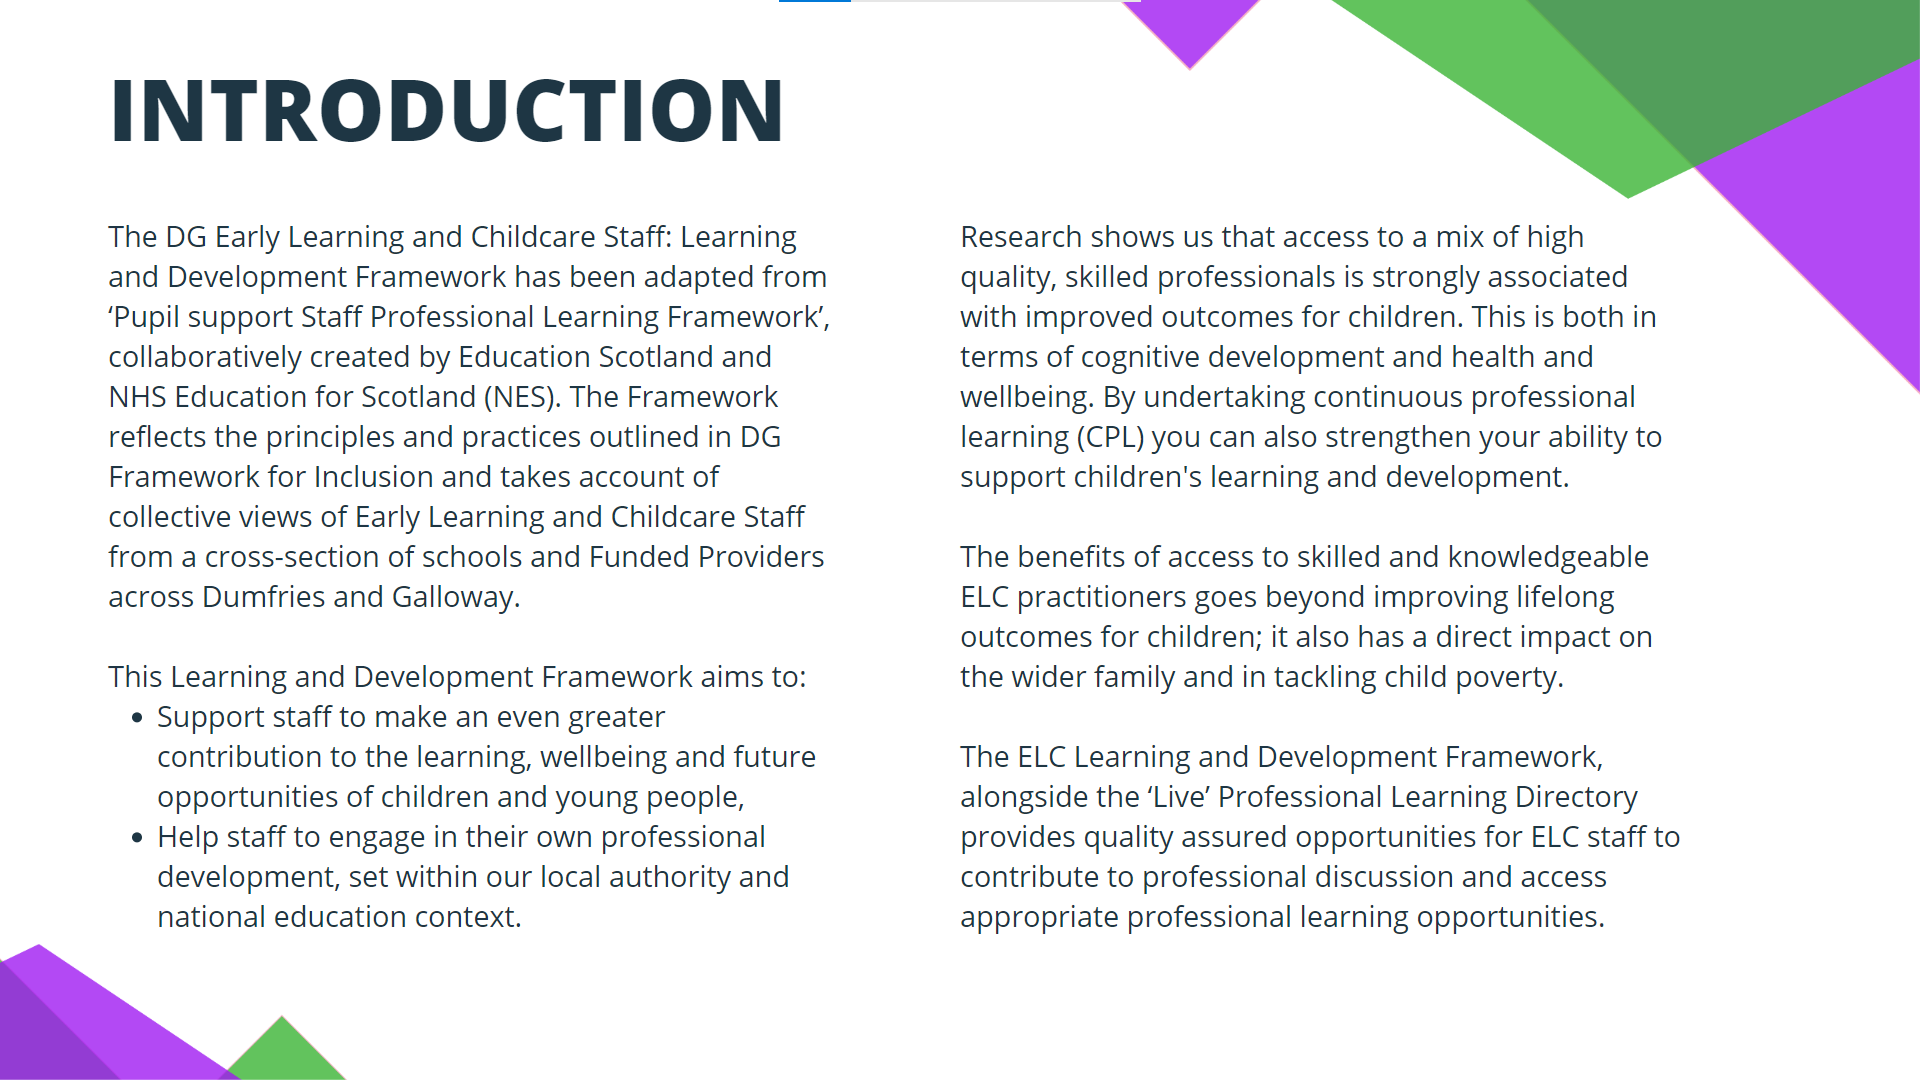 INTRODUCTION
The DG Early Learning and Childcare Staff: Learning
and Development Framework has been adapted from
‘Pupil support Staff Professional Learning Framework’,
collaboratively created by Education Scotland and
NHS Education for Scotland (NES). The Framework
reflects the principles and practices outlined in DG
Framework for Inclusion and takes account of
collective views of Early Learning and Childcare Staff
from a cross-section of schools and Funded Providers
across Dumfries and Galloway.
This Learning and Development Framework aims to:
• Support staff to make an even greater
contribution to the learning, wellbeing and future
opportunities of children and young people,
• Help staff to engage in their own professional
development, set within our local authority and
national education context.
Research shows us that access to a mix of high
quality, skilled professionals is strongly associated
with improved outcomes for children. This is both in
terms of cognitive development and health and
wellbeing. By undertaking continuous professional
learning (CPL) you can also strengthen your ability to
support children's learning and development.
The benefits of access to skilled and knowledgeable
ELC practitioners goes beyond improving lifelong
outcomes for children; it also has a direct impact on
the wider family and in tackling child poverty.
The ELC Learning and Development Framework,
alongside the ‘Live’ Professional Learning Directory
provides quality assured opportunities for ELC staff to
contribute to professional discussion and access
appropriate professional learning opportunities.